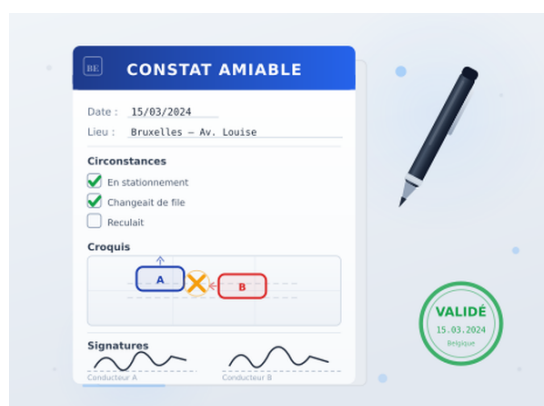 BE
CONSTAT AMIABLE
Date : 15/03/2024
Lieu : Bruxelles – Av. Louise
Circonstances
En stationnement
Changeait de file
Reculait
Croquis
A
B
Signatures
Conducteur A
Conducteur B
VALIDÉ
15.03.2024
Belgique